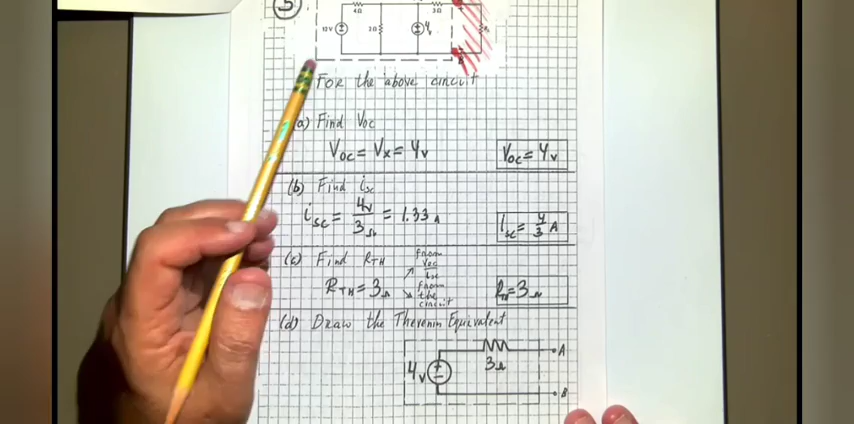 5.
4Ω 3Ω
12V 2Ω 4v
For the above circuit
(a) Find Voc
Voc = Vx = 4v
Voc = 4v
(b) Find isc
isc = 4v/3Ω = 1.33 A
Isc = 4/3 A
(c) Find RTH
from
Voc
isc
RTH = 3Ω
from
the
circuit
RTH = 3Ω
(d) Draw the Thevenin Equivalent
4v 3Ω A
B